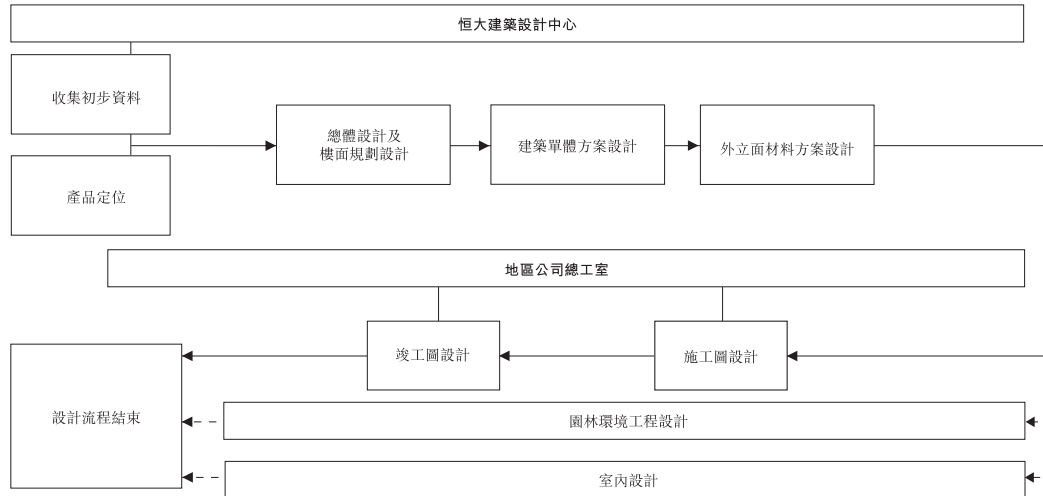 恒大建築設計中心
收集初步資料
產品定位
總體設計及
樓面規劃設計
建築單體方案設計
外立面材料方案設計
地區公司總工室
施工圖設計
竣工圖設計
設計流程結束
園林環境工程設計
室內設計